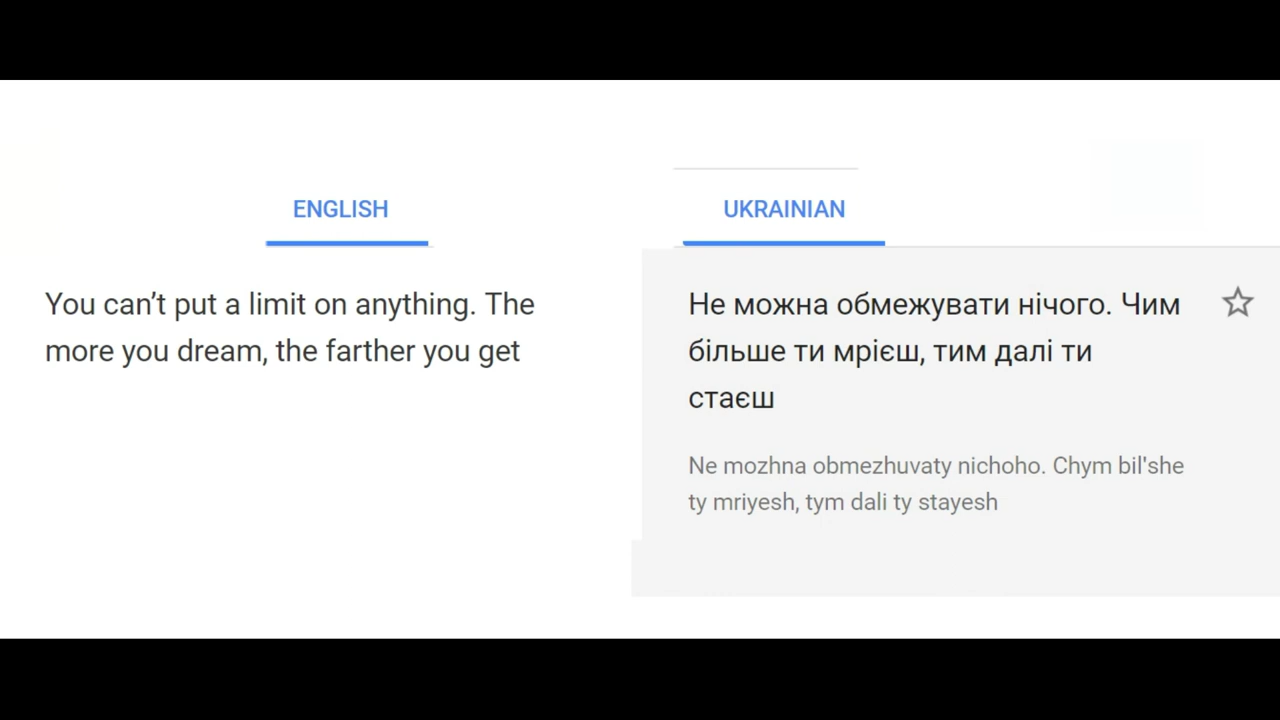 ENGLISH
You can’t put a limit on anything. The
more you dream, the farther you get
UKRAINIAN
Не можна обмежувати нічого. Чим
більше ти мрієш, тим далі ти
стаєш
Ne mozhna obmezhuvaty nichoho. Chym bil'she
ty mriyesh, tym dali ty stayesh